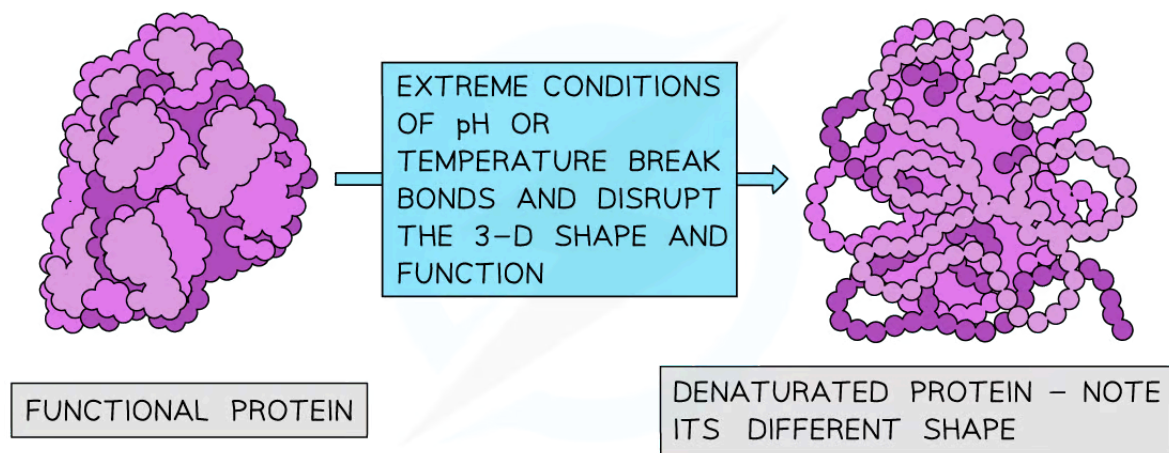 EXTREME CONDITIONS
OF pH OR
TEMPERATURE BREAK
BONDS AND DISRUPT
THE 3-D SHAPE AND
FUNCTION
FUNCTIONAL PROTEIN
DENATURATED PROTEIN – NOTE
ITS DIFFERENT SHAPE